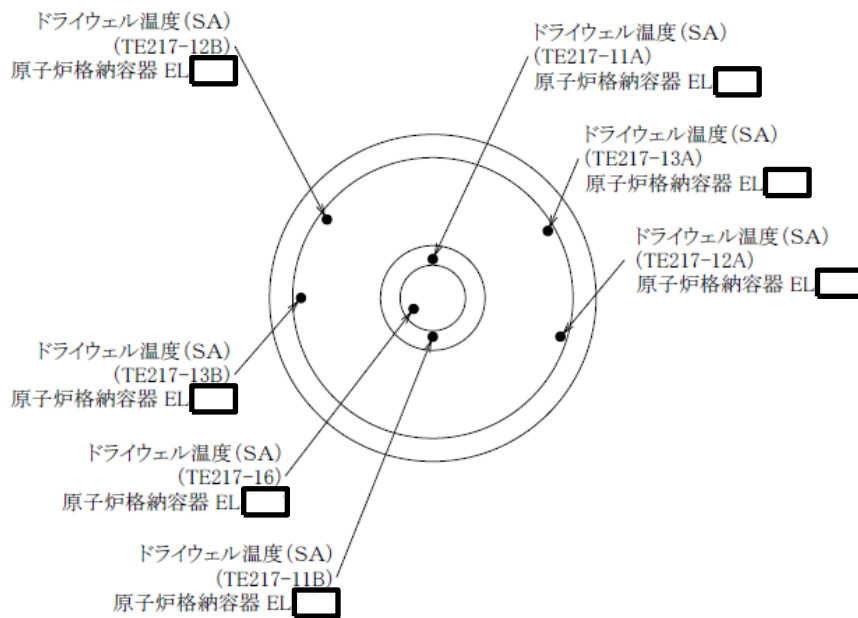 ドライウェル温度(SA)
(TE217-12B)
原子炉格納容器 EL
ドライウェル温度(SA)
(TE217-11A)
原子炉格納容器 EL
ドライウェル温度(SA)
(TE217-13A)
原子炉格納容器 EL
ドライウェル温度(SA)
(TE217-12A)
原子炉格納容器 EL
ドライウェル温度(SA)
(TE217-13B)
原子炉格納容器 EL
ドライウェル温度(SA)
(TE217-16)
原子炉格納容器 EL
ドライウェル温度(SA)
(TE217-11B)
原子炉格納容器 EL